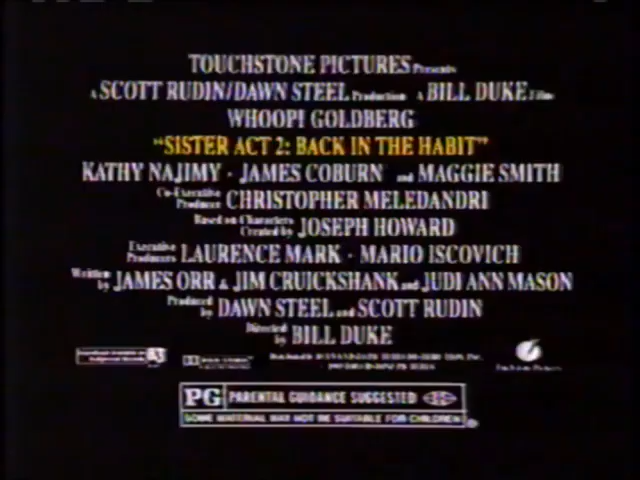 TOUCHSTONE PICTURES Presents
A SCOTT RUDIN/DAWN STEEL Production A BILL DUKE Film
WHOOPI GOLDBERG
"SISTER ACT 2: BACK IN THE HABIT"
KATHY NAJIMY · JAMES COBURN and MAGGIE SMITH
Co-Executive Producer CHRISTOPHER MELEDANDRI
Based on Characters Created by JOSEPH HOWARD
Executive Producers LAURENCE MARK · MARIO ISCOVICH
Written by JAMES ORR & JIM CRUICKSHANK and JUDI ANN MASON
Produced by DAWN STEEL and SCOTT RUDIN
Directed by BILL DUKE
PG PARENTAL GUIDANCE SUGGESTED
SOME MATERIAL MAY NOT BE SUITABLE FOR CHILDREN